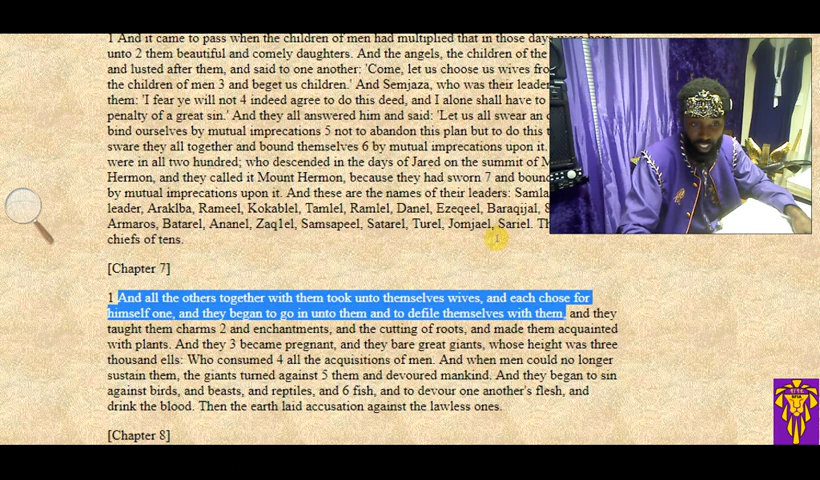 1 And it came to pass when the children of men had multiplied that in those days were born
unto 2 them beautiful and comely daughters. And the angels, the children of the
and lusted after them, and said to one another: 'Come, let us choose us wives
the children of men 3 and beget us children.' And Semjaza, who was their leader
them: 'I fear ye will not 4 indeed agree to do this deed, and I alone shall have to
penalty of a great sin.' And they all answered him and said: 'Let us all swear an
bind ourselves by mutual imprecations 5 not to abandon this plan but to do this
sware they all together and bound themselves 6 by mutual imprecations upon it.
were in all two hundred; who descended in the days of Jared on the summit of
Hermon, and they called it Mount Hermon, because they had sworn 7 and
by mutual imprecations upon it. And these are the names of their leaders:
leader, Araklba, Rameel, Kokablel, Tamlel, Ramlel, Danel, Ezeqeel, Baraqijal,
Armaros, Batarel, Ananel, Zaq1el, Samsapeel, Satarel, Turel, Jomjael, Sariel.
chiefs of tens.
[Chapter 7]
1 And all the others together with them took unto themselves wives, and each chose for
himself one, and they began to go in unto them and to defile themselves with them, and they
taught them charms 2 and enchantments, and the cutting of roots, and made them acquainted
with plants. And they 3 became pregnant, and they bare great giants, whose height was three
thousand ells: Who consumed 4 all the acquisitions of men. And when men could no longer
sustain them, the giants turned against 5 them and devoured mankind. And they began to sin
against birds, and beasts, and reptiles, and 6 fish, and to devour one another's flesh, and
drink the blood. Then the earth laid accusation against the lawless ones.
[Chapter 8]